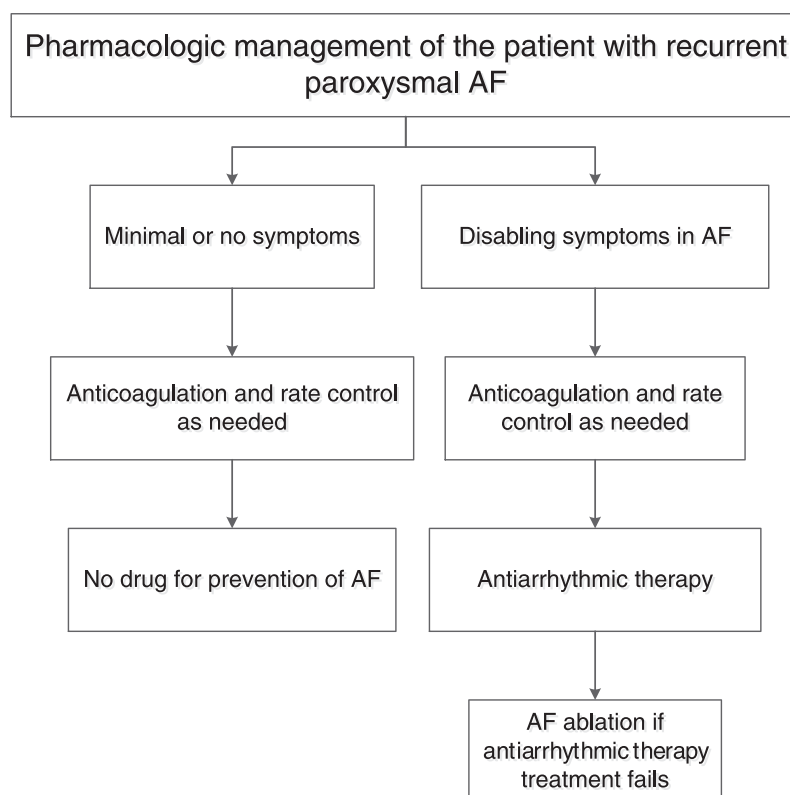 Pharmacologic management of the patient with recurrent
paroxysmal AF
Minimal or no symptoms
Disabling symptoms in AF
Anticoagulation and rate control
as needed
Anticoagulation and rate
control as needed
No drug for prevention of AF
Antiarrhythmic therapy
AF ablation if
antiarrhythmic therapy
treatment fails